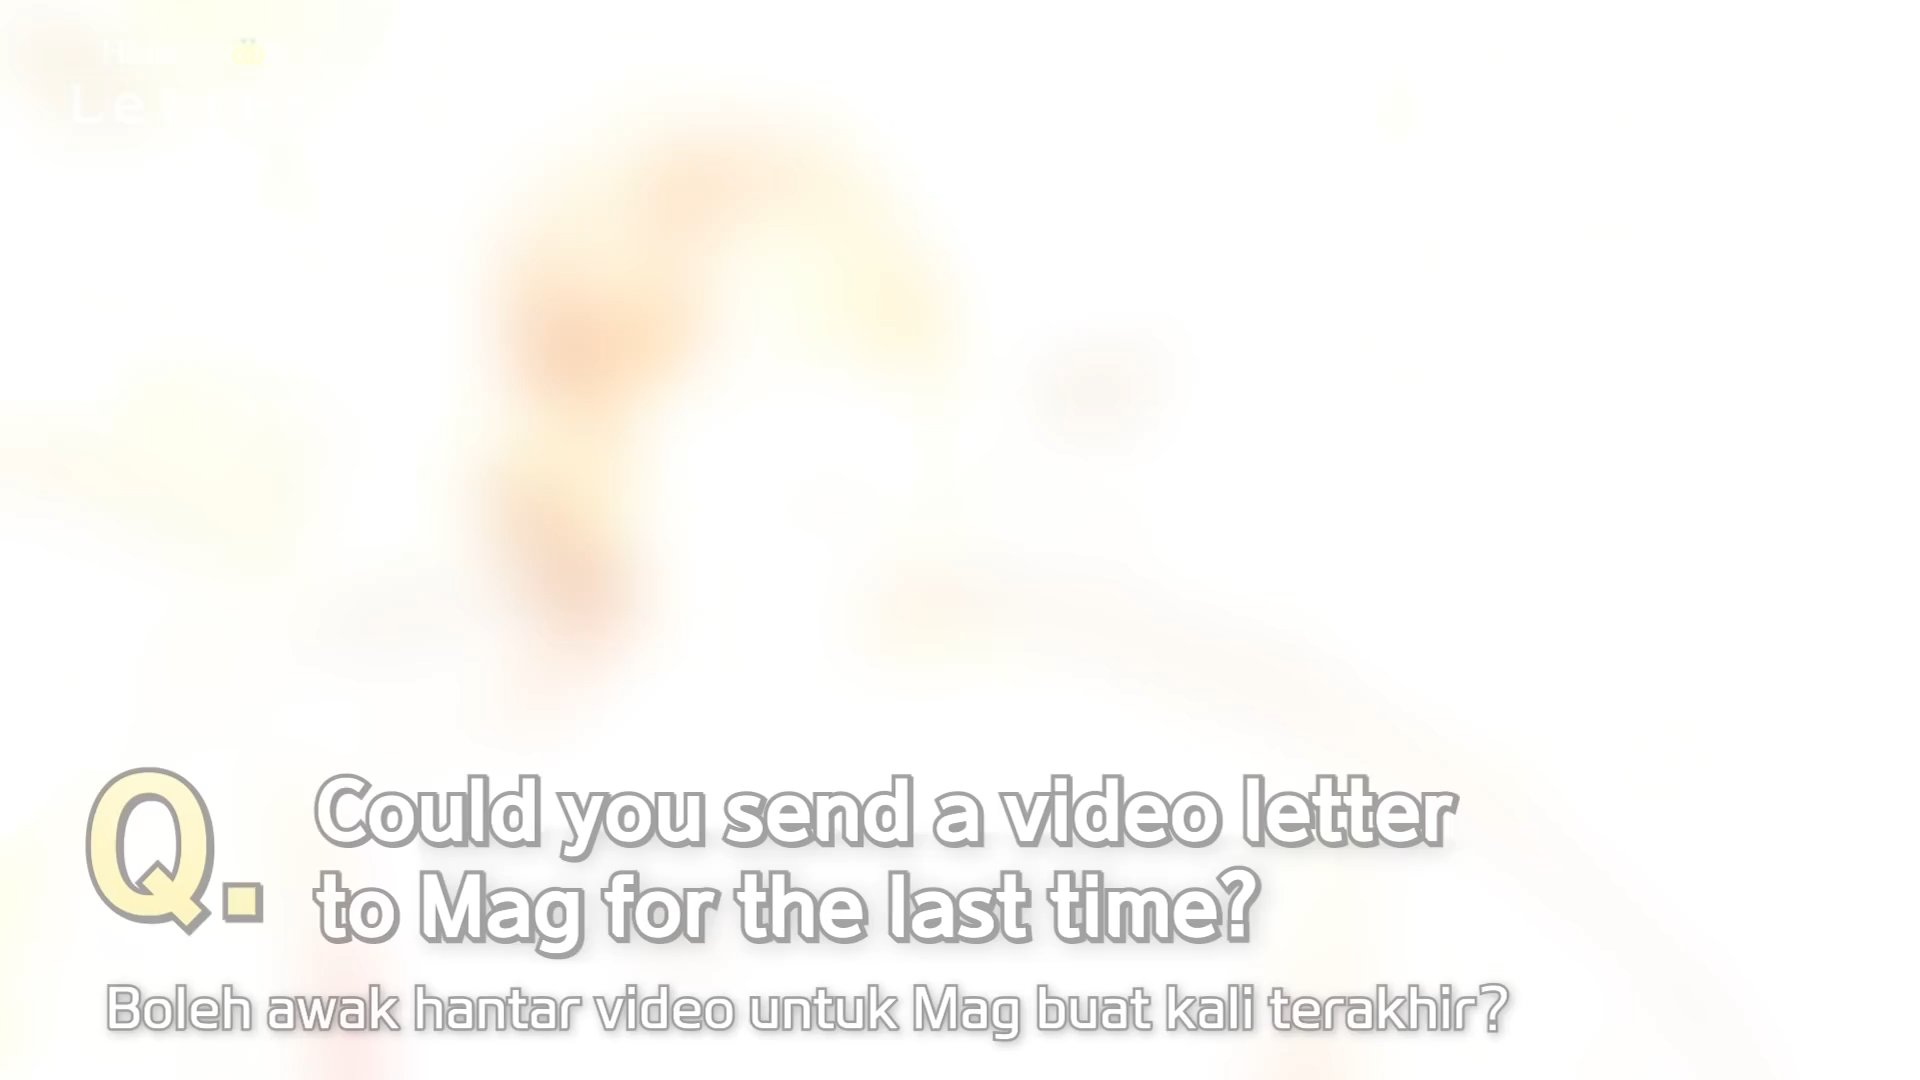 Q. Could you send a video letter
to Mag for the last time?
Boleh awak hantar video untuk Mag buat kali terakhir?